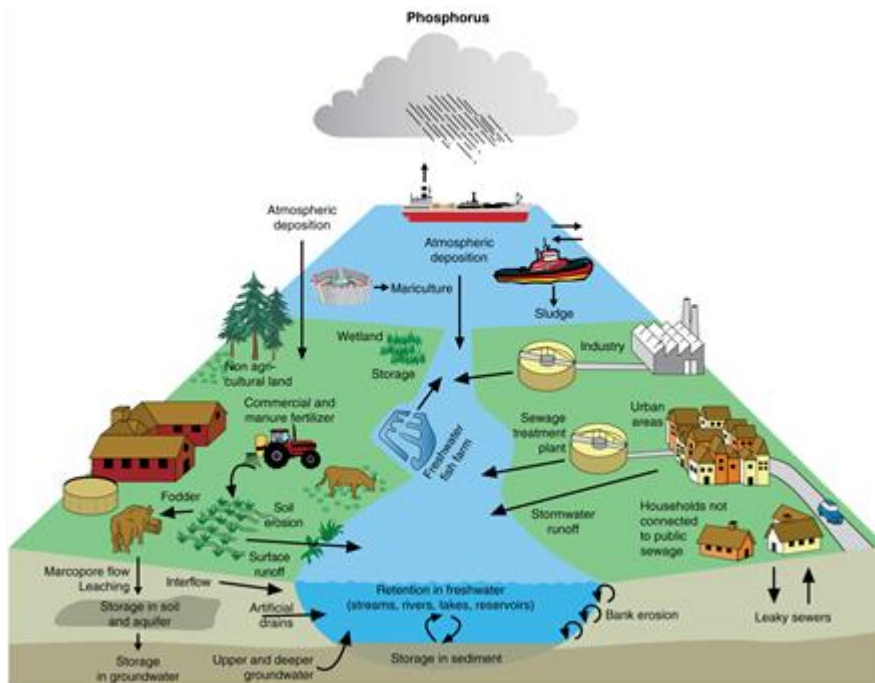 Phosphorus
Atmospheric
deposition
Atmospheric
deposition
Mariculture
Sludge
Wetland
Storage
Industry
Non agri-
cultural land
Commercial and
manure fertilizer
Freshwater
fish farm
Sewage
treatment
plant
Urban
areas
Fodder
Soil
erosion
Stormwater
runoff
Households not
connected
to public
sewage
Surface
runoff
Marcopore flow
Leaching
Interflow
Storage in soil
and aquifer
Artificial
drains
Retention in freshwater
(streams, rivers, lakes, reservoirs)
Bank erosion
Leaky sewers
Storage
in groundwater
Upper and deeper
groundwater
Storage in sediment